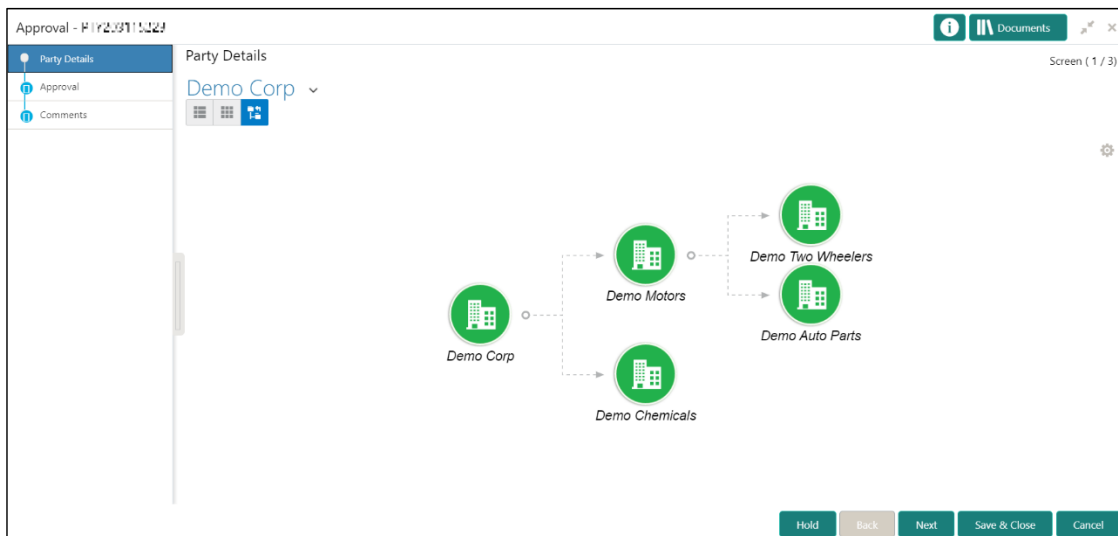 Approval -
Documents
Party Details
Approval
Comments
Party Details
Screen ( 1 / 3)
Demo Corp
Demo Two Wheelers
Demo Motors
Demo Auto Parts
Demo Corp
Demo Chemicals
Hold
Back
Next
Save & Close
Cancel